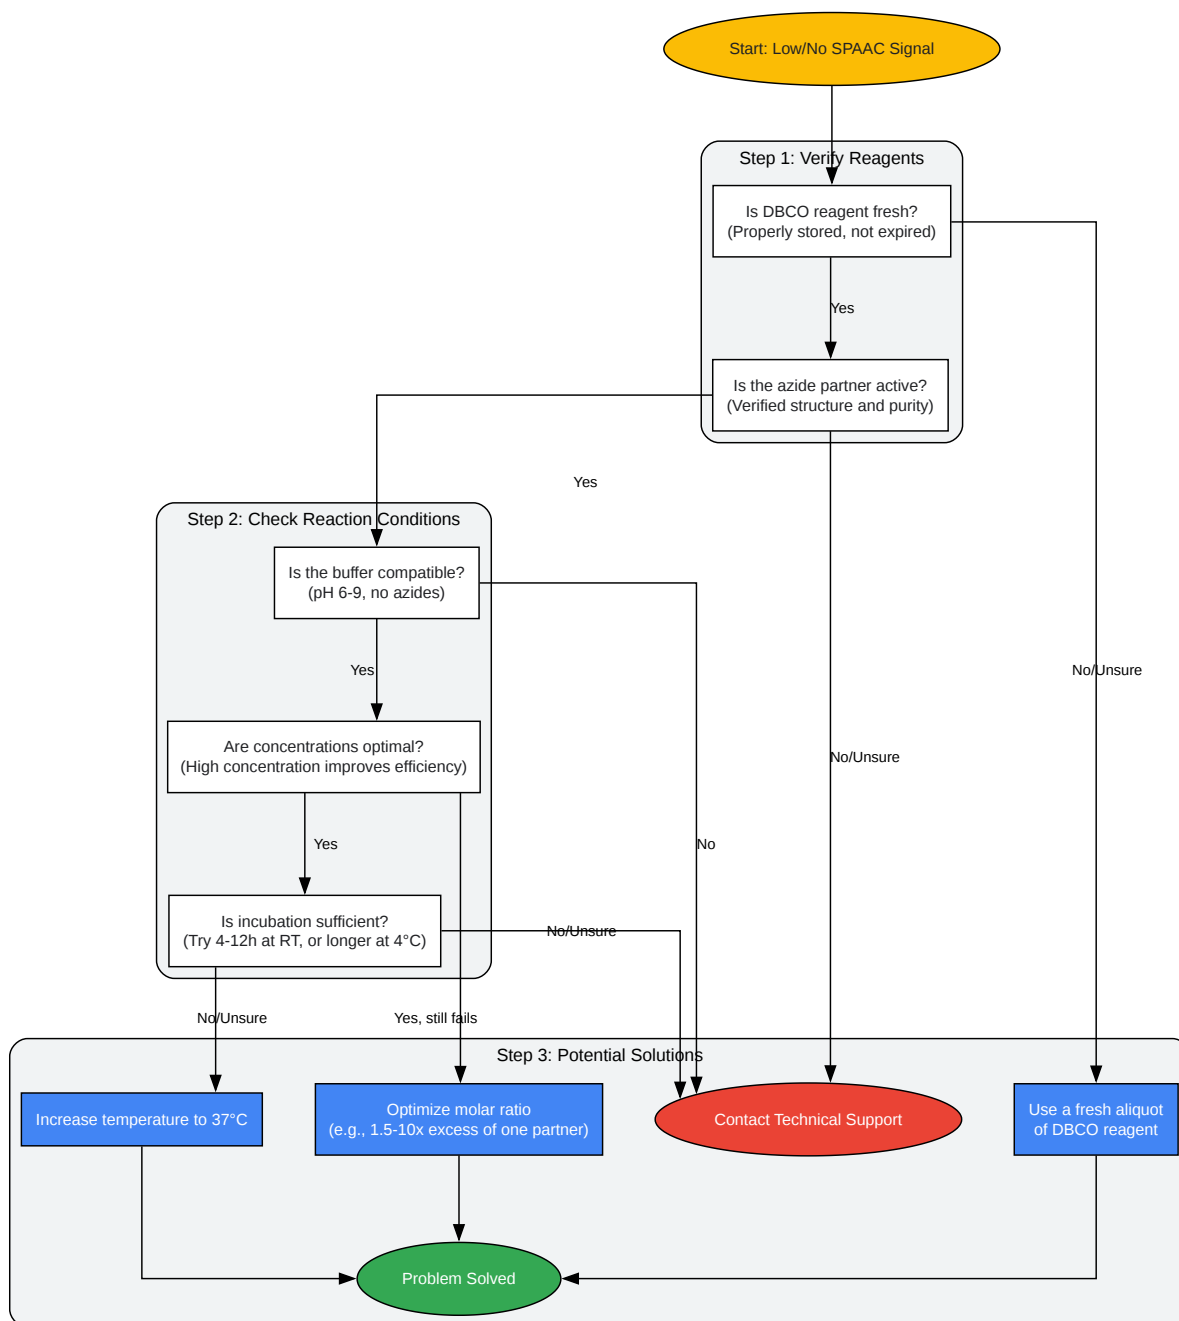 Start: Low/No SPAAC Signal
Step 1: Verify Reagents
Is DBCO reagent fresh?
(Properly stored, not expired)
Yes
Is the azide partner active?
(Verified structure and purity)
Yes
Step 2: Check Reaction Conditions
Is the buffer compatible?
(pH 6-9, no azides)
Yes
No/Unsure
Are concentrations optimal?
(High concentration improves efficiency)
No/Unsure
Yes
No
Is incubation sufficient?
(Try 4-12h at RT, or longer at 4°C)
No/Unsure
No/Unsure
Yes, still fails
Step 3: Potential Solutions
Increase temperature to 37°C
Optimize molar ratio
(e.g., 1.5-10x excess of one partner)
Contact Technical Support
Use a fresh aliquot
of DBCO reagent
Problem Solved